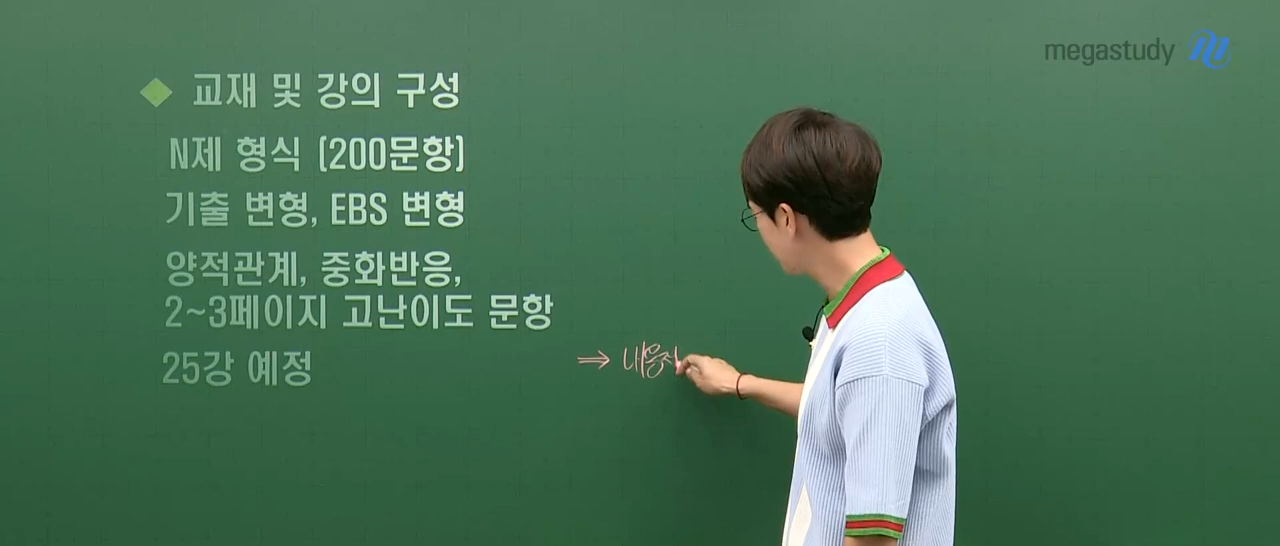 megastudy
교재 및 강의 구성
N제 형식 (200문항)
기출 변형, EBS 변형
양적관계, 중화반응,
2~3페이지 고난이도 문항
25강 예정